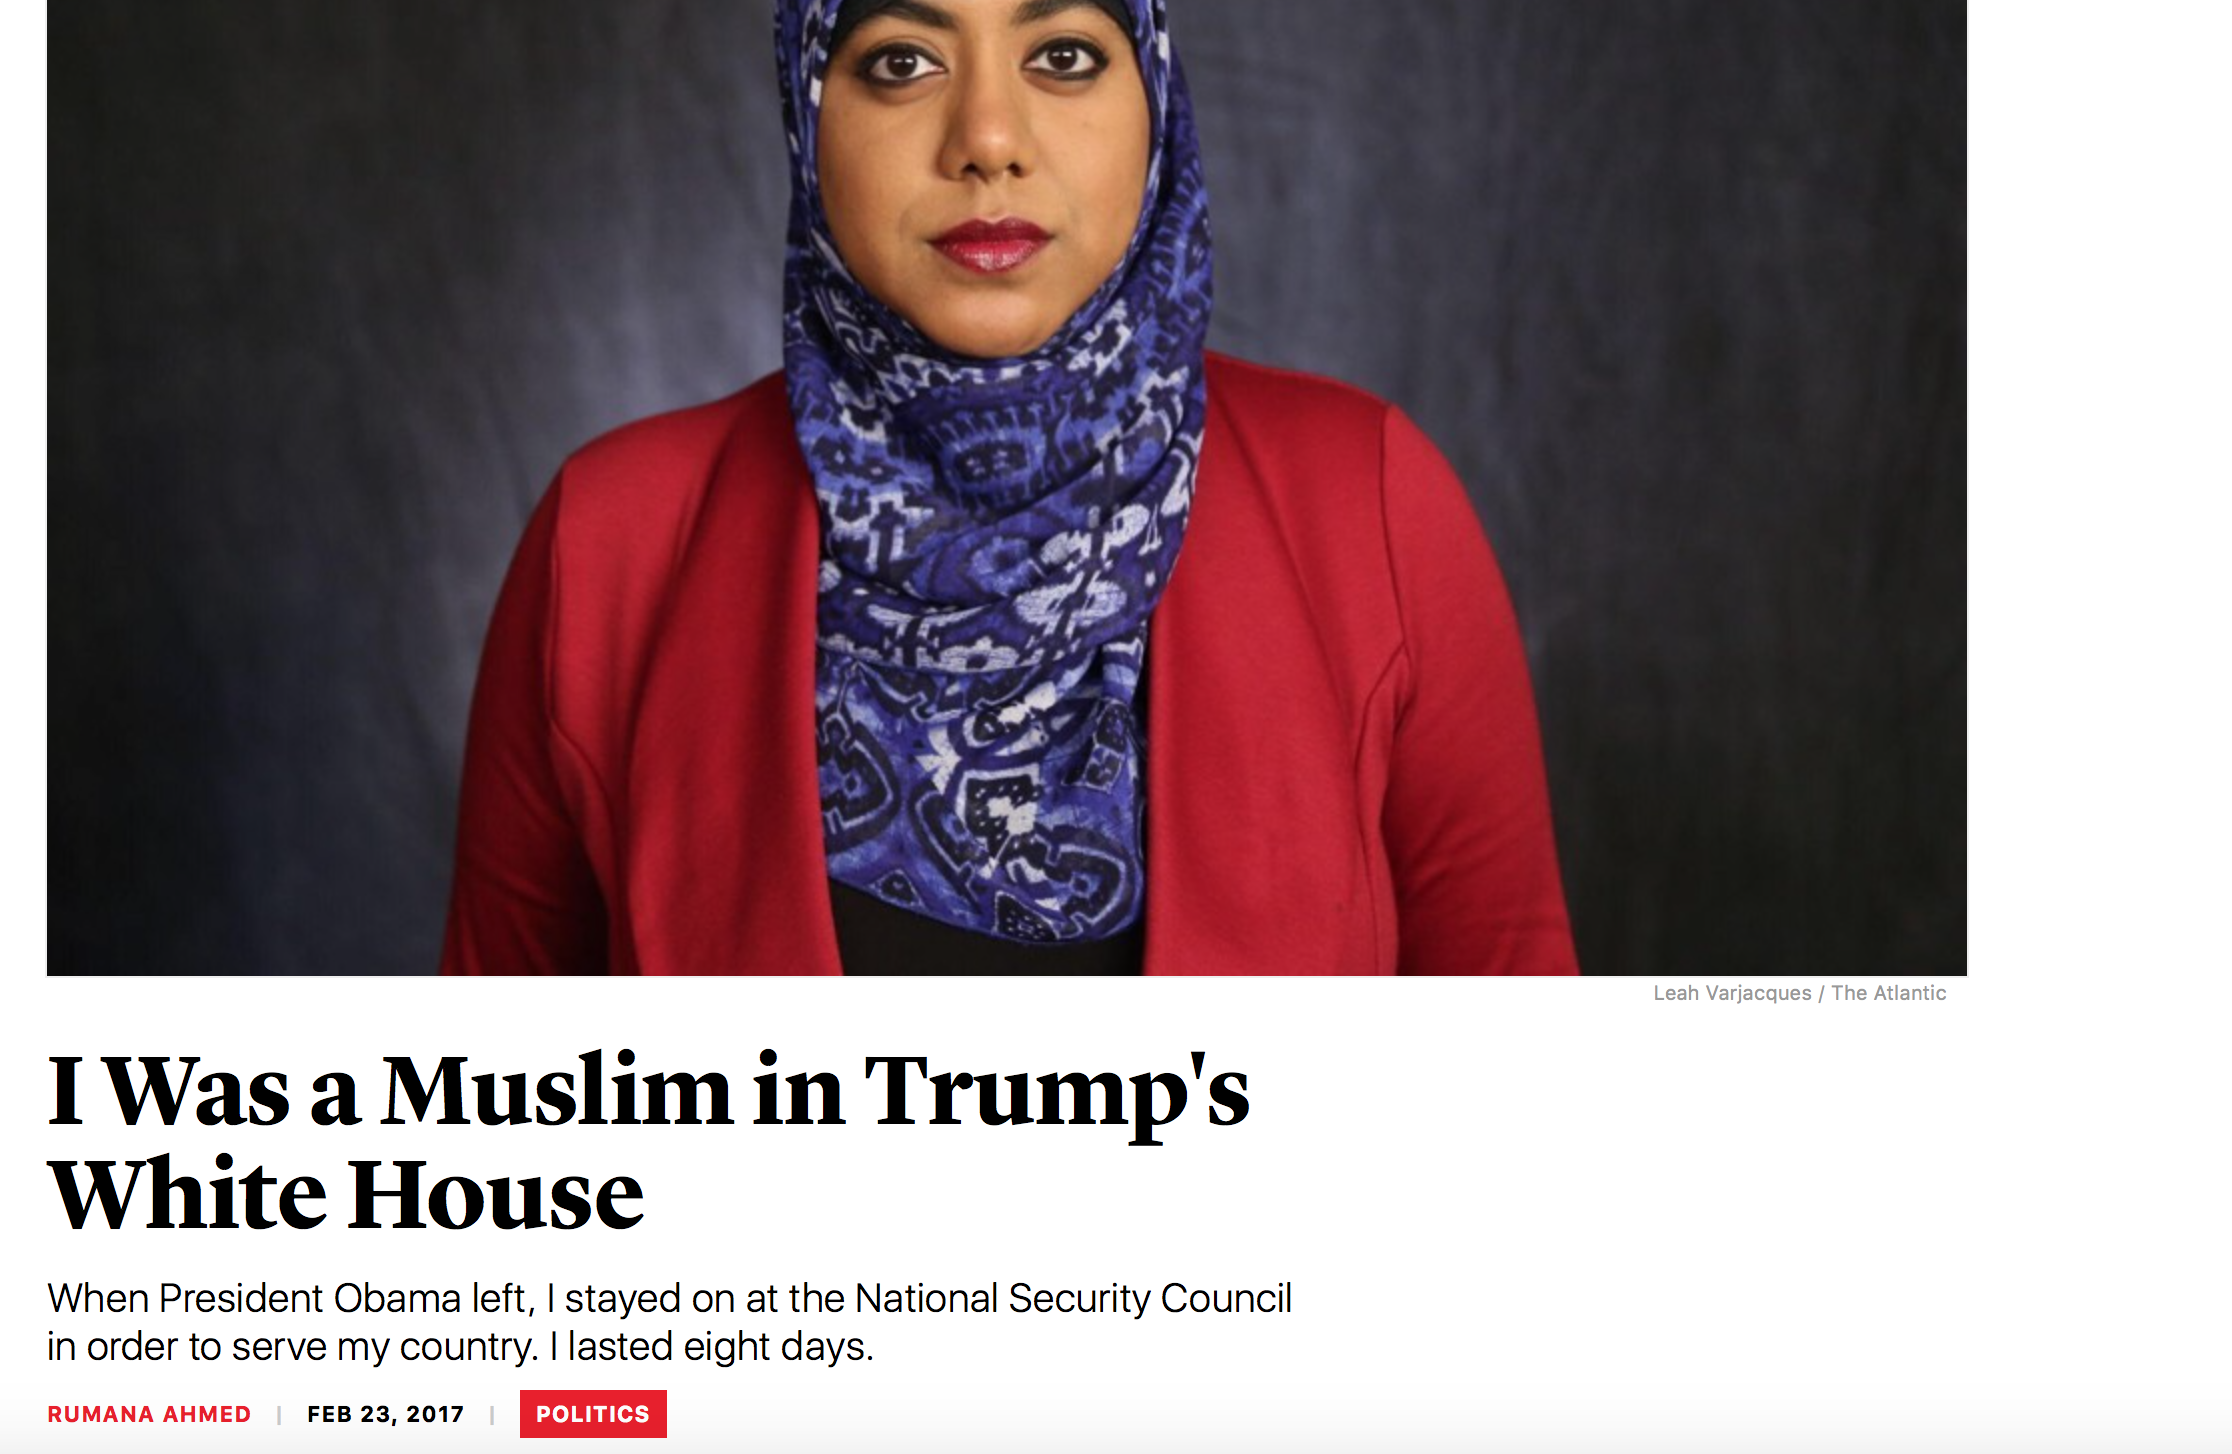 Leah Varjacques / The Atlantic
I Was a Muslim in Trump's
White House
When President Obama left, I stayed on at the National Security Council
in order to serve my country. I lasted eight days.
RUMANA AHMED | FEB 23, 2017 | POLITICS